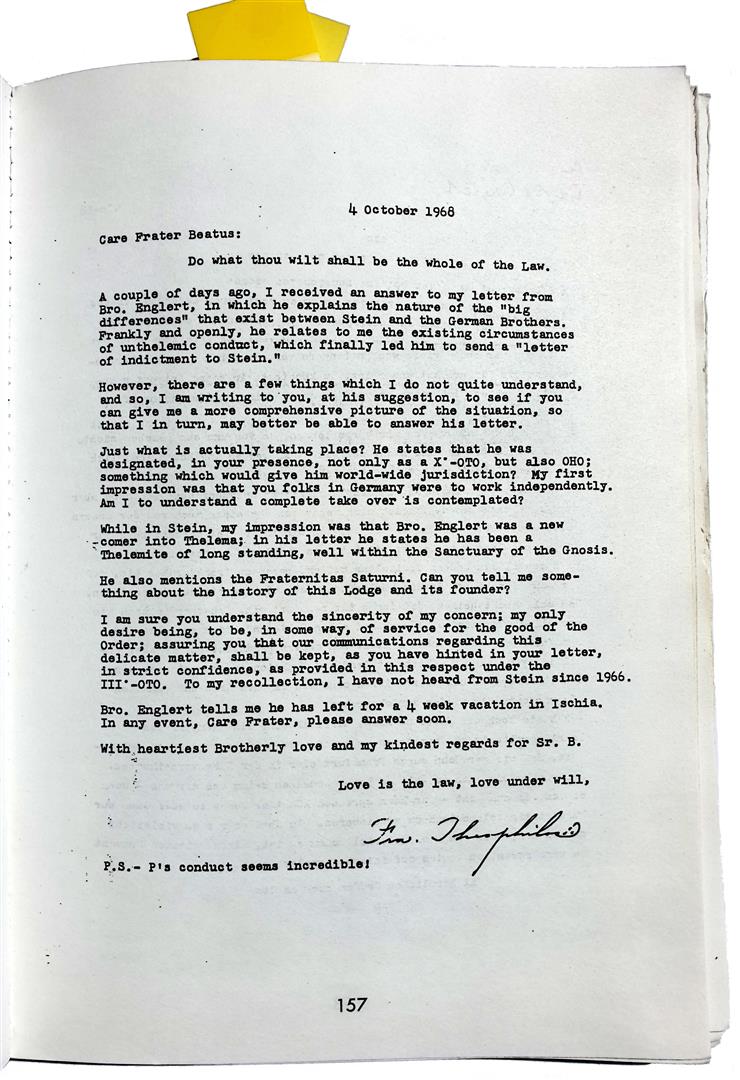 4 October 1968
Care Frater Beatus:
Do what thou wilt shall be the whole of the Law.
A couple of days ago, I received an answer to my letter from
Bro. Englert, in which he explains the nature of the "big
differences" that exist between Stein and the German Brothers.
Frankly and openly, he relates to me the existing circumstances
of unthelemic conduct, which finally led him to send a "letter
of indictment to Stein."
However, there are a few things which I do not quite understand,
and so, I am writing to you, at his suggestion, to see if you
can give me a more comprehensive picture of the situation, so
that I in turn, may better be able to answer his letter.
Just what is actually taking place? He states that he was
designated, in your presence, not only as a X°-OTO, but also OHO;
something which would give him world-wide jurisdiction? My first
impression was that you folks in Germany were to work independently.
Am I to understand a complete take over is contemplated?
While in Stein, my impression was that Bro. Englert was a new
comer into Thelema; in his letter he states he has been a
Thelemite of long standing, well within the Sanctuary of the Gnosis.
He also mentions the Fraternitas Saturni. Can you tell me some-
thing about the history of this Lodge and its founder?
I am sure you understand the sincerity of my concern; my only
desire being, to be, in some way, of service for the good of the
Order; assuring you that our communications regarding this
delicate matter, shall be kept, as you have hinted in your letter,
in strict confidence, as provided in this respect under the
III°-OTO. To my recollection, I have not heard from Stein since 1966.
Bro. Englert tells me he has left for a 4 week vacation in Ischia.
In any event, Care Frater, please answer soon.
With heartiest Brotherly love and my kindest regards for Sr. B.
Love is the law, love under will,
Fra. Theophilos
P.S.- P's conduct seems incredible!
157